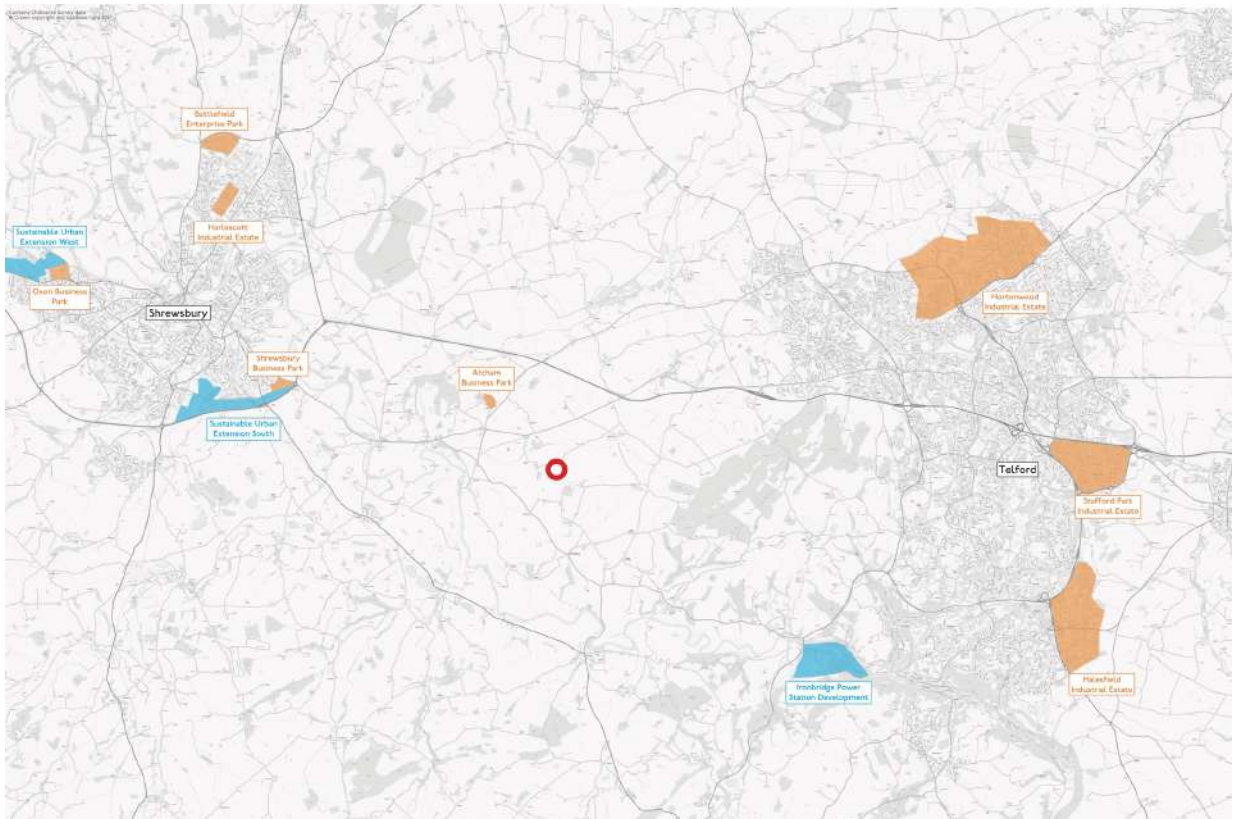 Battlefield
Enterprise Park
Harlescott
Industrial Estate
Sustainable Urban
Extension West
Oxon Business
Park
Shrewsbury
Shrewsbury
Business Park
Sustainable Urban
Extension South
Atcham
Business Park
Hortonwood
Industrial Estate
Telford
Stafford Park
Industrial Estate
Ironbridge Power
Station Development
Halesfield
Industrial Estate